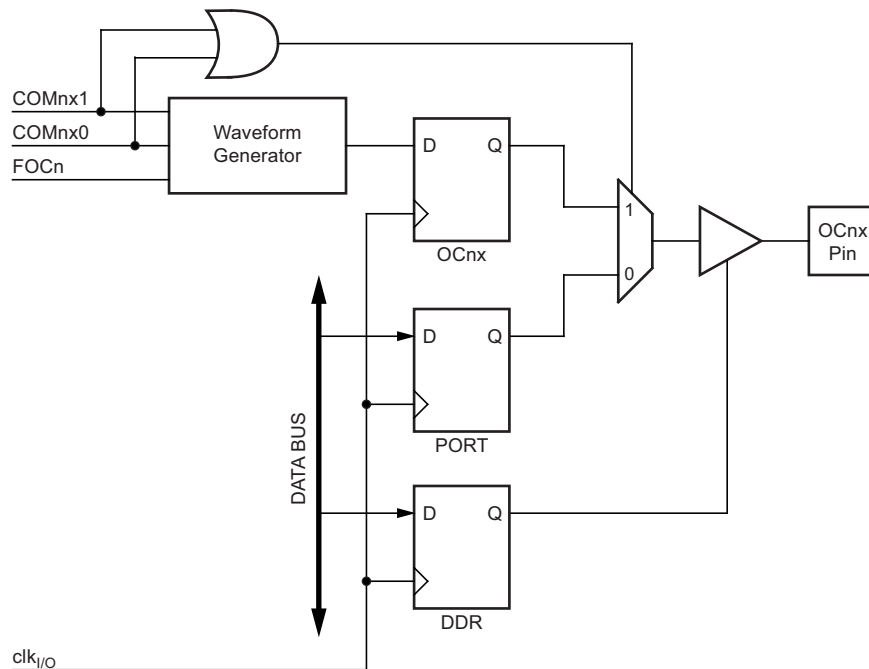 COMnx1
COMnx0
FOCn
Waveform
Generator
D
Q
OCnx
1
0
OCnx
Pin
D
Q
PORT
DATA BUS
D
Q
DDR
clkI/O